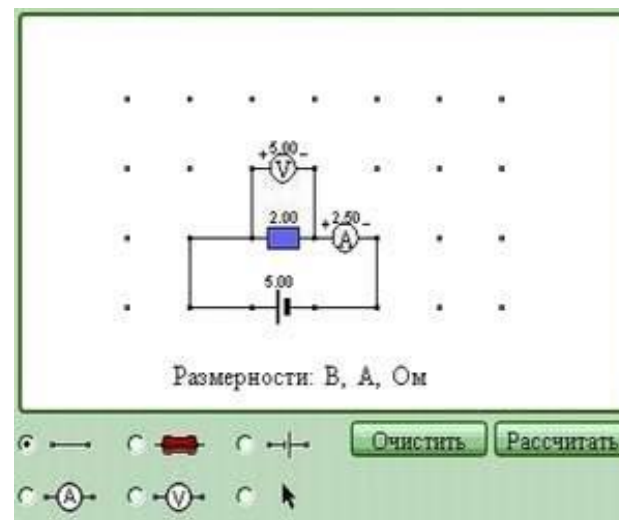 +5.00-
V
2.00 +2.50-
A
5.00
Размерности: В, А, Ом
Очистить Рассчитать
A V